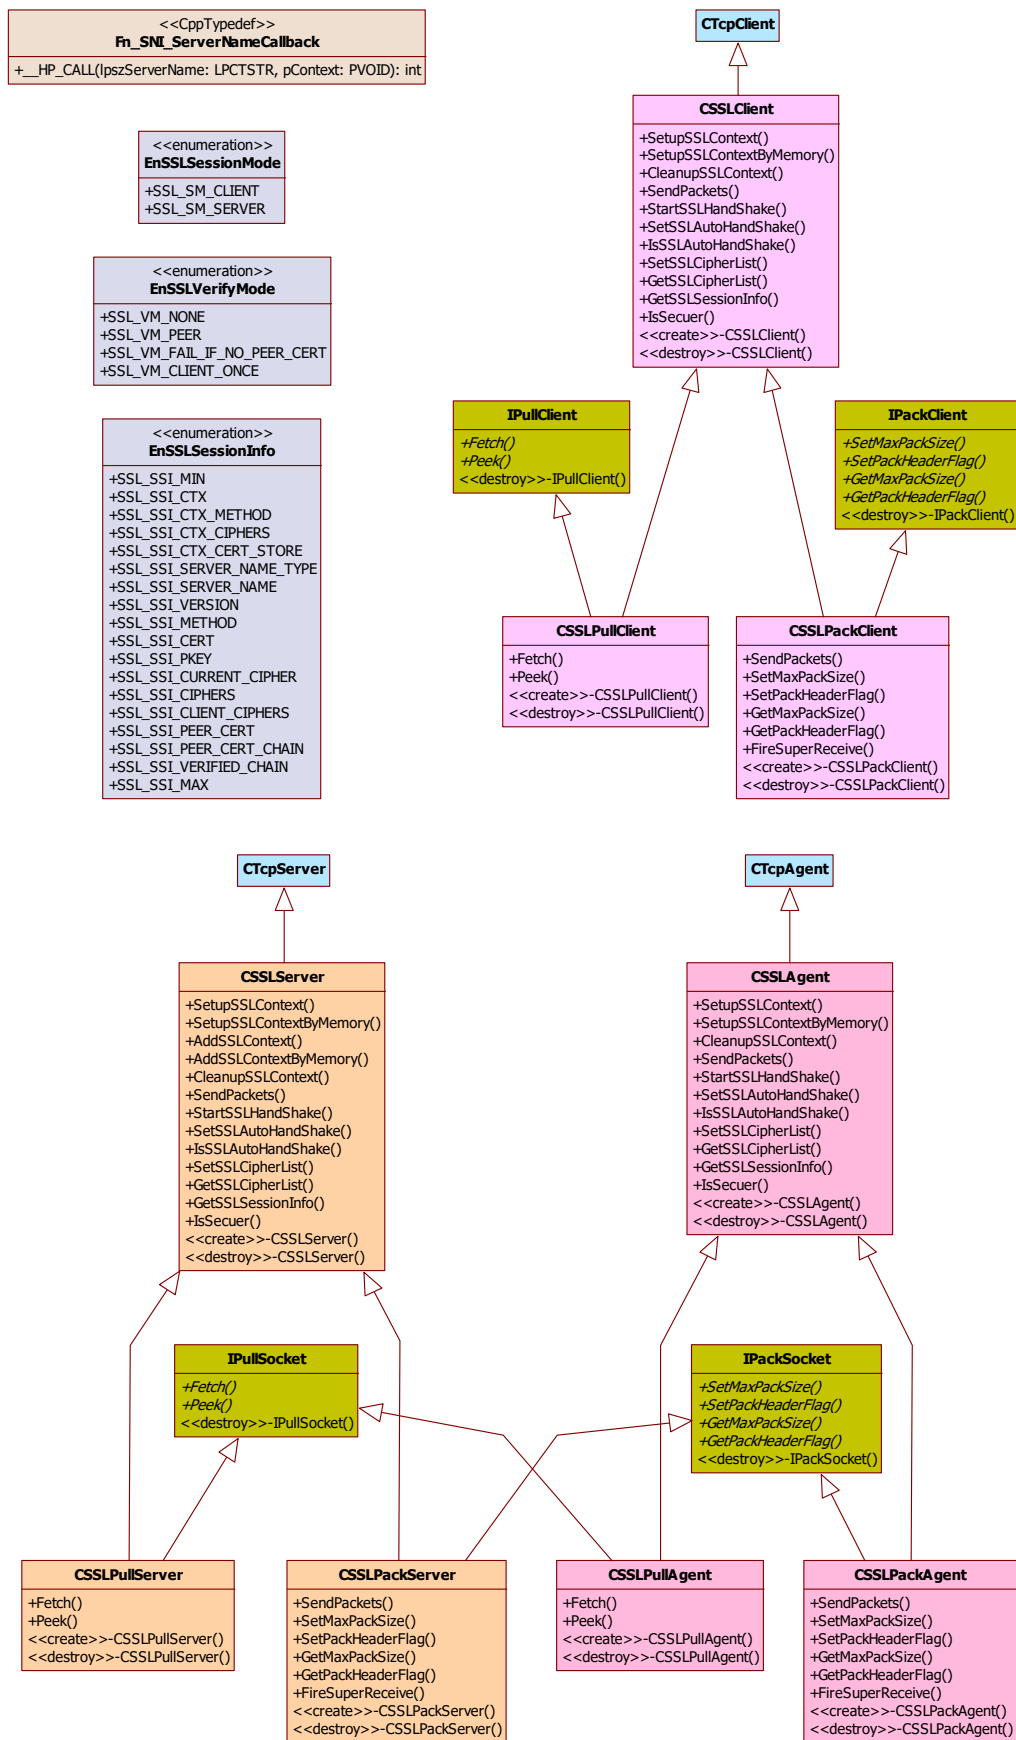 <<CppTypedef>>
Fn_SNI_ServerNameCallback
+__HP_CALL(lpszServerName: LPCTSTR, pContext: PVOID): int
<<enumeration>>
EnSSLSessionMode
+SSL_SM_CLIENT
+SSL_SM_SERVER
<<enumeration>>
EnSSLVerifyMode
+SSL_VM_NONE
+SSL_VM_PEER
+SSL_VM_FAIL_IF_NO_PEER_CERT
+SSL_VM_CLIENT_ONCE
<<enumeration>>
EnSSLSessionInfo
+SSL_SSI_MIN
+SSL_SSI_CTX
+SSL_SSI_CTX_METHOD
+SSL_SSI_CTX_CIPHERS
+SSL_SSI_CTX_CERT_STORE
+SSL_SSI_SERVER_NAME_TYPE
+SSL_SSI_SERVER_NAME
+SSL_SSI_VERSION
+SSL_SSI_METHOD
+SSL_SSI_CERT
+SSL_SSI_PKEY
+SSL_SSI_CURRENT_CIPHER
+SSL_SSI_CIPHERS
+SSL_SSI_CLIENT_CIPHERS
+SSL_SSI_PEER_CERT
+SSL_SSI_PEER_CERT_CHAIN
+SSL_SSI_VERIFIED_CHAIN
+SSL_SSI_MAX
CTcpClient
CSSLClient
+SetupSSLContext()
+SetupSSLContextByMemory()
+CleanupSSLContext()
+SendPackets()
+StartSSLHandShake()
+SetSSLAutoHandShake()
+IsSSLAutoHandShake()
+SetSSLCipherList()
+GetSSLCipherList()
+GetSSLSessionInfo()
+IsSecuer()
<<create>>-CSSLClient()
<<destroy>>-CSSLClient()
IPullClient
+Fetch()
+Peek()
<<destroy>>-IPullClient()
IPackClient
+SetMaxPackSize()
+SetPackHeaderFlag()
+GetMaxPackSize()
+GetPackHeaderFlag()
<<destroy>>-IPackClient()
CSSLPullClient
+Fetch()
+Peek()
<<create>>-CSSLPullClient()
<<destroy>>-CSSLPullClient()
CSSLPackClient
+SendPackets()
+SetMaxPackSize()
+SetPackHeaderFlag()
+GetMaxPackSize()
+GetPackHeaderFlag()
+FireSuperReceive()
<<create>>-CSSLPackClient()
<<destroy>>-CSSLPackClient()
CTcpServer
CSSLServer
+SetupSSLContext()
+SetupSSLContextByMemory()
+AddSSLContext()
+AddSSLContextByMemory()
+CleanupSSLContext()
+SendPackets()
+StartSSLHandShake()
+SetSSLAutoHandShake()
+IsSSLAutoHandShake()
+SetSSLCipherList()
+GetSSLCipherList()
+GetSSLSessionInfo()
+IsSecuer()
<<create>>-CSSLServer()
<<destroy>>-CSSLServer()
CTcpAgent
CSSLAgent
+SetupSSLContext()
+SetupSSLContextByMemory()
+CleanupSSLContext()
+SendPackets()
+StartSSLHandShake()
+SetSSLAutoHandShake()
+IsSSLAutoHandShake()
+SetSSLCipherList()
+GetSSLCipherList()
+GetSSLSessionInfo()
+IsSecuer()
<<create>>-CSSLAgent()
<<destroy>>-CSSLAgent()
IPullSocket
+Fetch()
+Peek()
<<destroy>>-IPullSocket()
IPackSocket
+SetMaxPackSize()
+SetPackHeaderFlag()
+GetMaxPackSize()
+GetPackHeaderFlag()
<<destroy>>-IPackSocket()
CSSLPullServer
+Fetch()
+Peek()
<<create>>-CSSLPullServer()
<<destroy>>-CSSLPullServer()
CSSLPackServer
+SendPackets()
+SetMaxPackSize()
+SetPackHeaderFlag()
+GetMaxPackSize()
+GetPackHeaderFlag()
+FireSuperReceive()
<<create>>-CSSLPackServer()
<<destroy>>-CSSLPackServer()
CSSLPullAgent
+Fetch()
+Peek()
<<create>>-CSSLPullAgent()
<<destroy>>-CSSLPullAgent()
CSSLPackAgent
+SendPackets()
+SetMaxPackSize()
+SetPackHeaderFlag()
+GetMaxPackSize()
+GetPackHeaderFlag()
+FireSuperReceive()
<<create>>-CSSLPackAgent()
<<destroy>>-CSSLPackAgent()